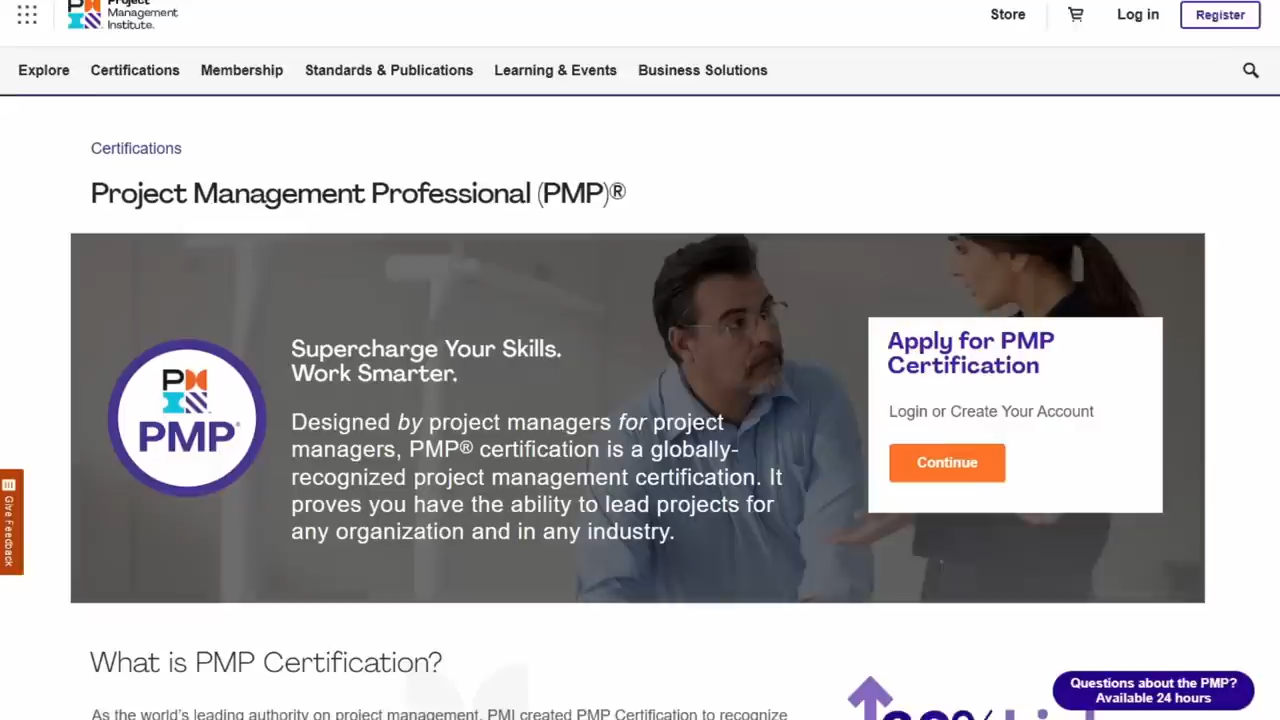 Project
Management
Institute.
Store
Log in
Register
Explore
Certifications
Membership
Standards & Publications
Learning & Events
Business Solutions
Certifications
Project Management Professional (PMP)®
PMI
PMP®
Supercharge Your Skills.
Work Smarter.
Designed by project managers for project
managers, PMP® certification is a globally-
recognized project management certification. It
proves you have the ability to lead projects for
any organization and in any industry.
Apply for PMP
Certification
Login or Create Your Account
Continue
Give Feedback
What is PMP Certification?
As the world's leading authority on project management, PMI created PMP Certification to recognize
Questions about the PMP?
Available 24 hours